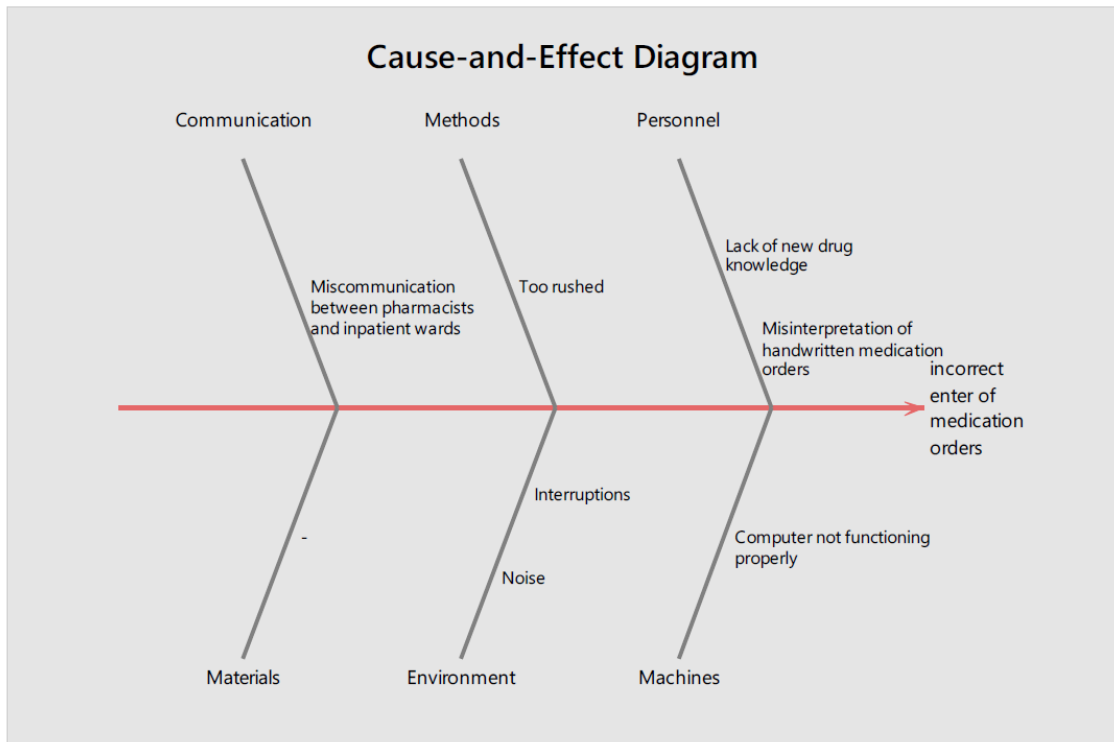 Cause-and-Effect Diagram
Communication
Methods
Personnel
Lack of new drug
knowledge
Miscommunication
between pharmacists
and inpatient wards
Too rushed
Misinterpretation of
handwritten medication
orders
incorrect
enter of
medication
orders
Interruptions
-
Computer not functioning
properly
Noise
Materials
Environment
Machines